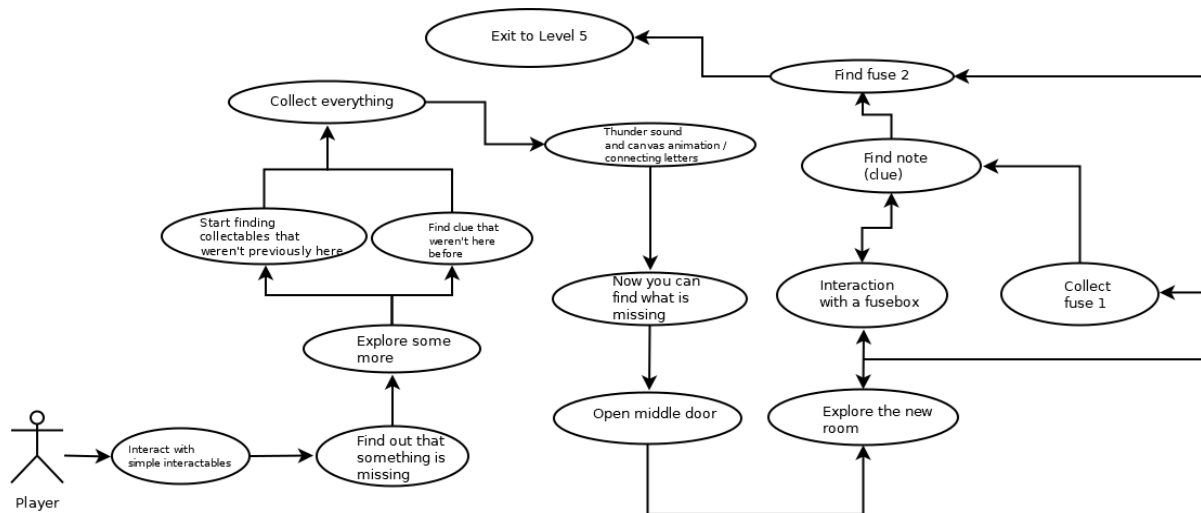 Exit to Level 5
Find fuse 2
Collect everything
Thunder sound
and canvas animation /
connecting letters
Find note
(clue)
Start finding
collectables that
weren't previously here
Find clue that
weren't here
before
Now you can
find what is
missing
Interaction
with a fusebox
Collect
fuse 1
Explore some
more
Open middle door
Explore the new
room
Interact with
simple interactables
Find out that
something is
missing
Player